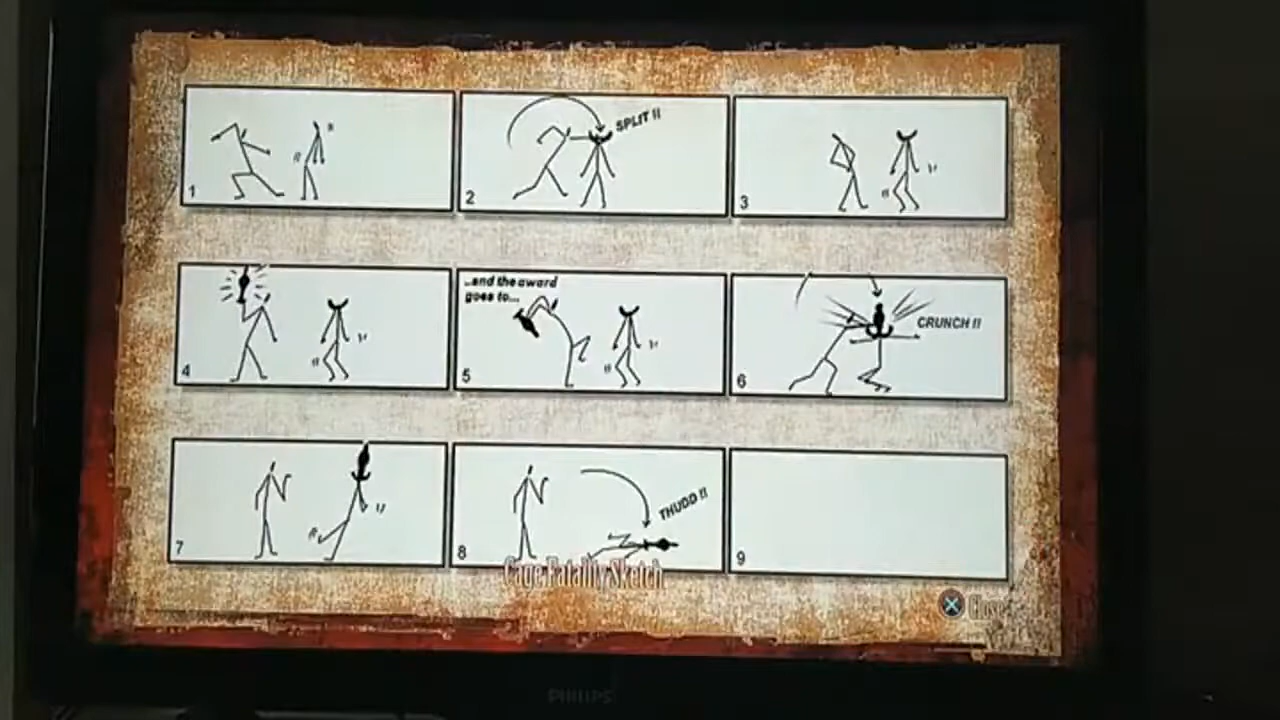 1
2
SPLIT !!
3
4
..and the award
goes to...
5
6
CRUNCH !!
7
8
THUDD !!
9
Cage Fatality Sketch
Close
PHILIPS